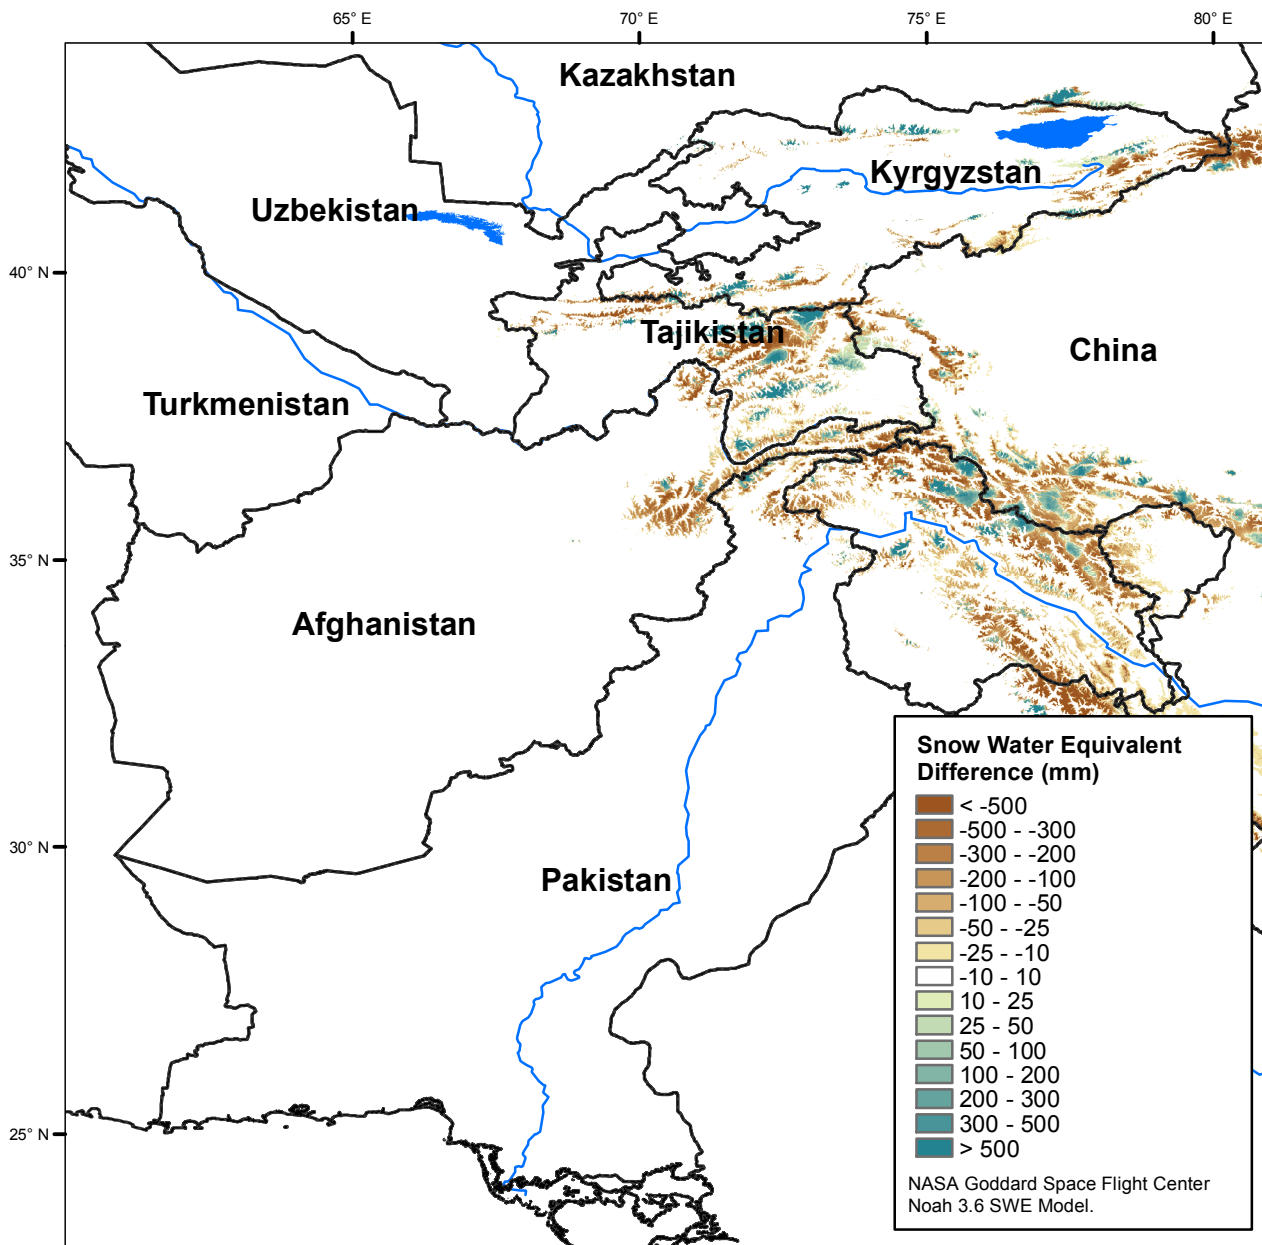 65° E
70° E
75° E
80° E
Kazakhstan
Kyrgyzstan
Uzbekistan
40° N
Tajikistan
China
Turkmenistan
35° N
Afghanistan
30° N
Pakistan
25° N
Snow Water Equivalent
Difference (mm)
< -500
-500 - -300
-300 - -200
-200 - -100
-100 - -50
-50 - -25
-25 - -10
-10 - 10
10 - 25
25 - 50
50 - 100
100 - 200
200 - 300
300 - 500
> 500
NASA Goddard Space Flight Center
Noah 3.6 SWE Model.